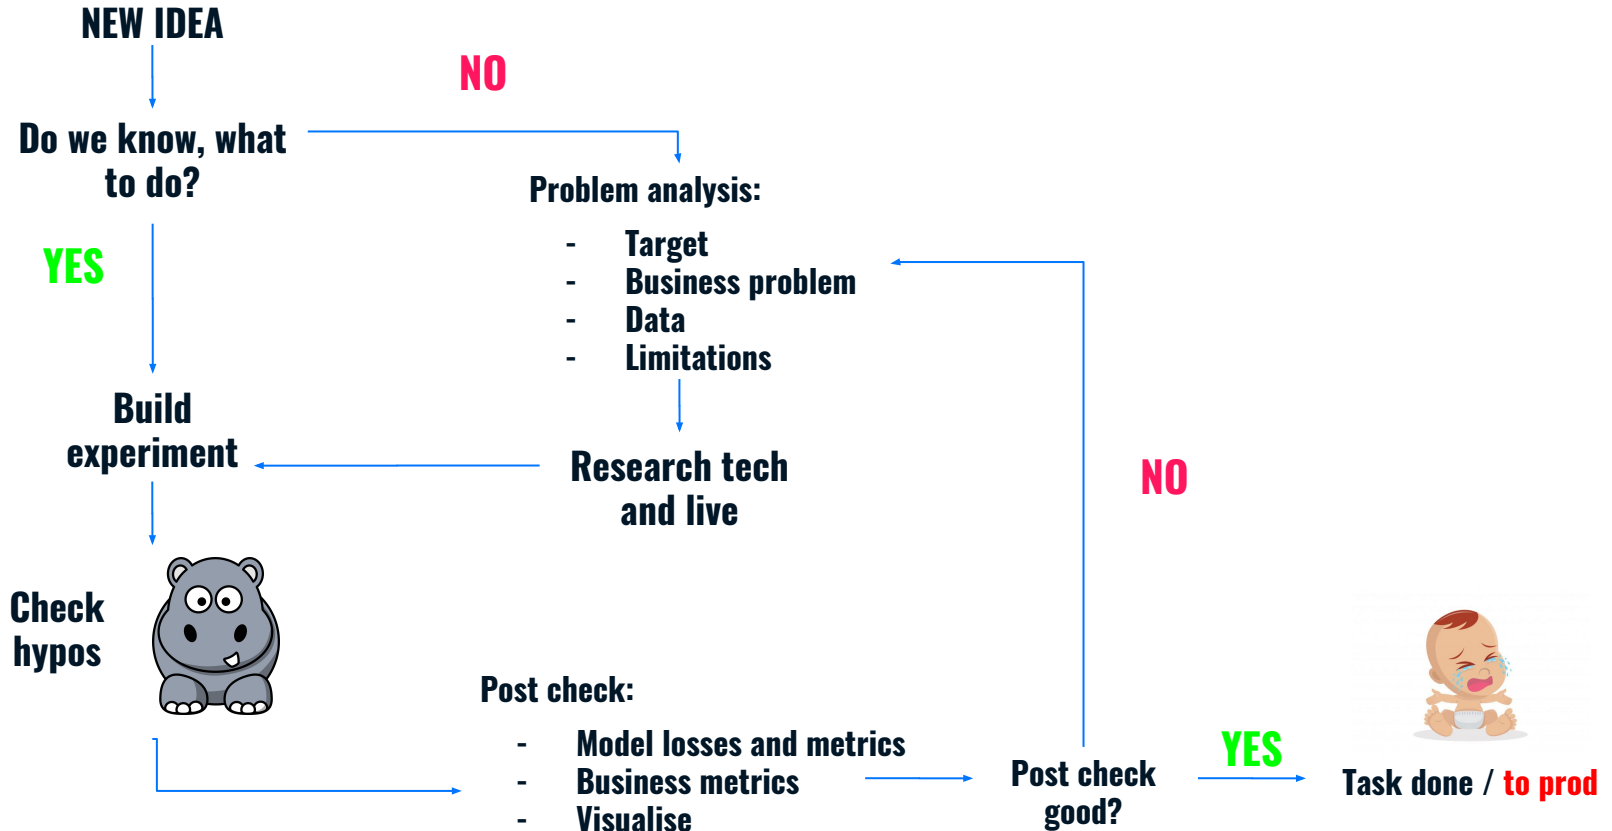 NEW IDEA
NO
Do we know, what
to do?
Problem analysis:
- Target
YES
- Business problem
- Data
- Limitations
Build
experiment
Research tech
and live
NO
Check
hypos
Post check:
- Model losses and metrics
- Business metrics
- Visualise
Post check
good?
YES
Task done / to prod